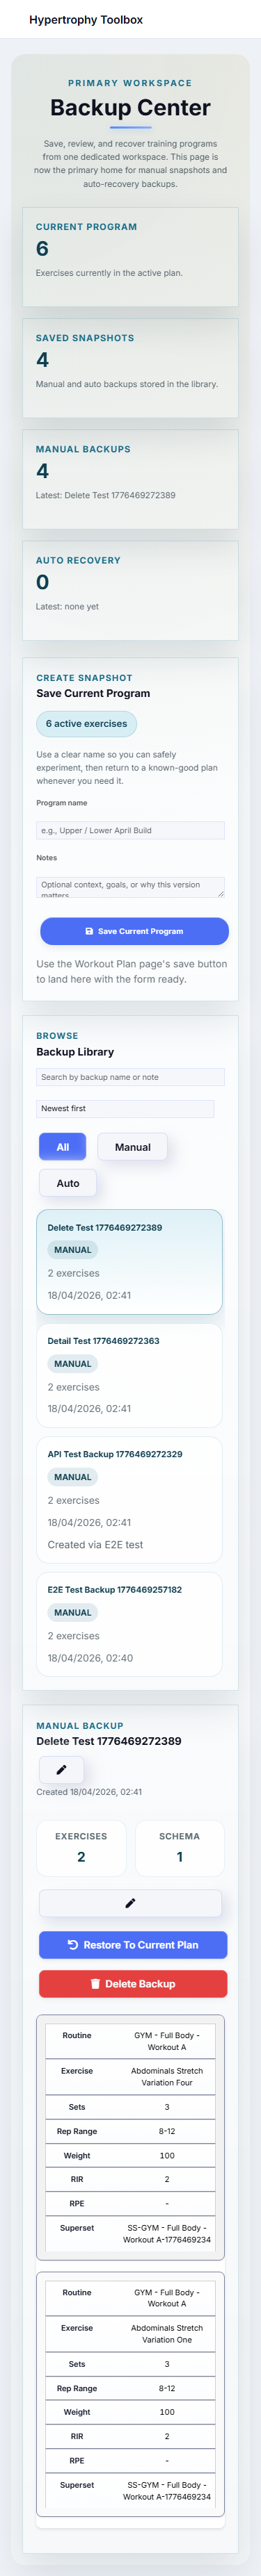 Hypertrophy Toolbox
PRIMARY WORKSPACE
Backup Center
Save, review, and recover training programs
from one dedicated workspace. This page is
now the primary home for manual snapshots and
auto-recovery backups.
CURRENT PROGRAM
6
Exercises currently in the active plan.
SAVED SNAPSHOTS
4
Manual and auto backups stored in the library.
MANUAL BACKUPS
4
Latest: Delete Test 1776469272389
AUTO RECOVERY
0
Latest: none yet
CREATE SNAPSHOT
Save Current Program
6 active exercises
Use a clear name so you can safely
experiment, then return to a known-good plan
whenever you need it.
Program name
e.g., Upper / Lower April Build
Notes
Optional context, goals, or why this version
matters
Save Current Program
Use the Workout Plan page's save button
to land here with the form ready.
BROWSE
Backup Library
Search by backup name or note
Newest first
All
Manual
Auto
Delete Test 1776469272389
MANUAL
2 exercises
18/04/2026, 02:41
Detail Test 1776469272363
MANUAL
2 exercises
18/04/2026, 02:41
API Test Backup 1776469272329
MANUAL
2 exercises
18/04/2026, 02:41
Created via E2E test
E2E Test Backup 1776469257182
MANUAL
2 exercises
18/04/2026, 02:40
MANUAL BACKUP
Delete Test 1776469272389
Created 18/04/2026, 02:41
EXERCISES
2
SCHEMA
1
Restore To Current Plan
Delete Backup
Routine GYM - Full Body -
Workout A
Exercise Abdominals Stretch
Variation Four
Sets 3
Rep Range 8-12
Weight 100
RIR 2
RPE -
Superset SS-GYM - Full Body -
Workout A-1776469234
Routine GYM - Full Body -
Workout A
Exercise Abdominals Stretch
Variation One
Sets 3
Rep Range 8-12
Weight 100
RIR 2
RPE -
Superset SS-GYM - Full Body -
Workout A-1776469234